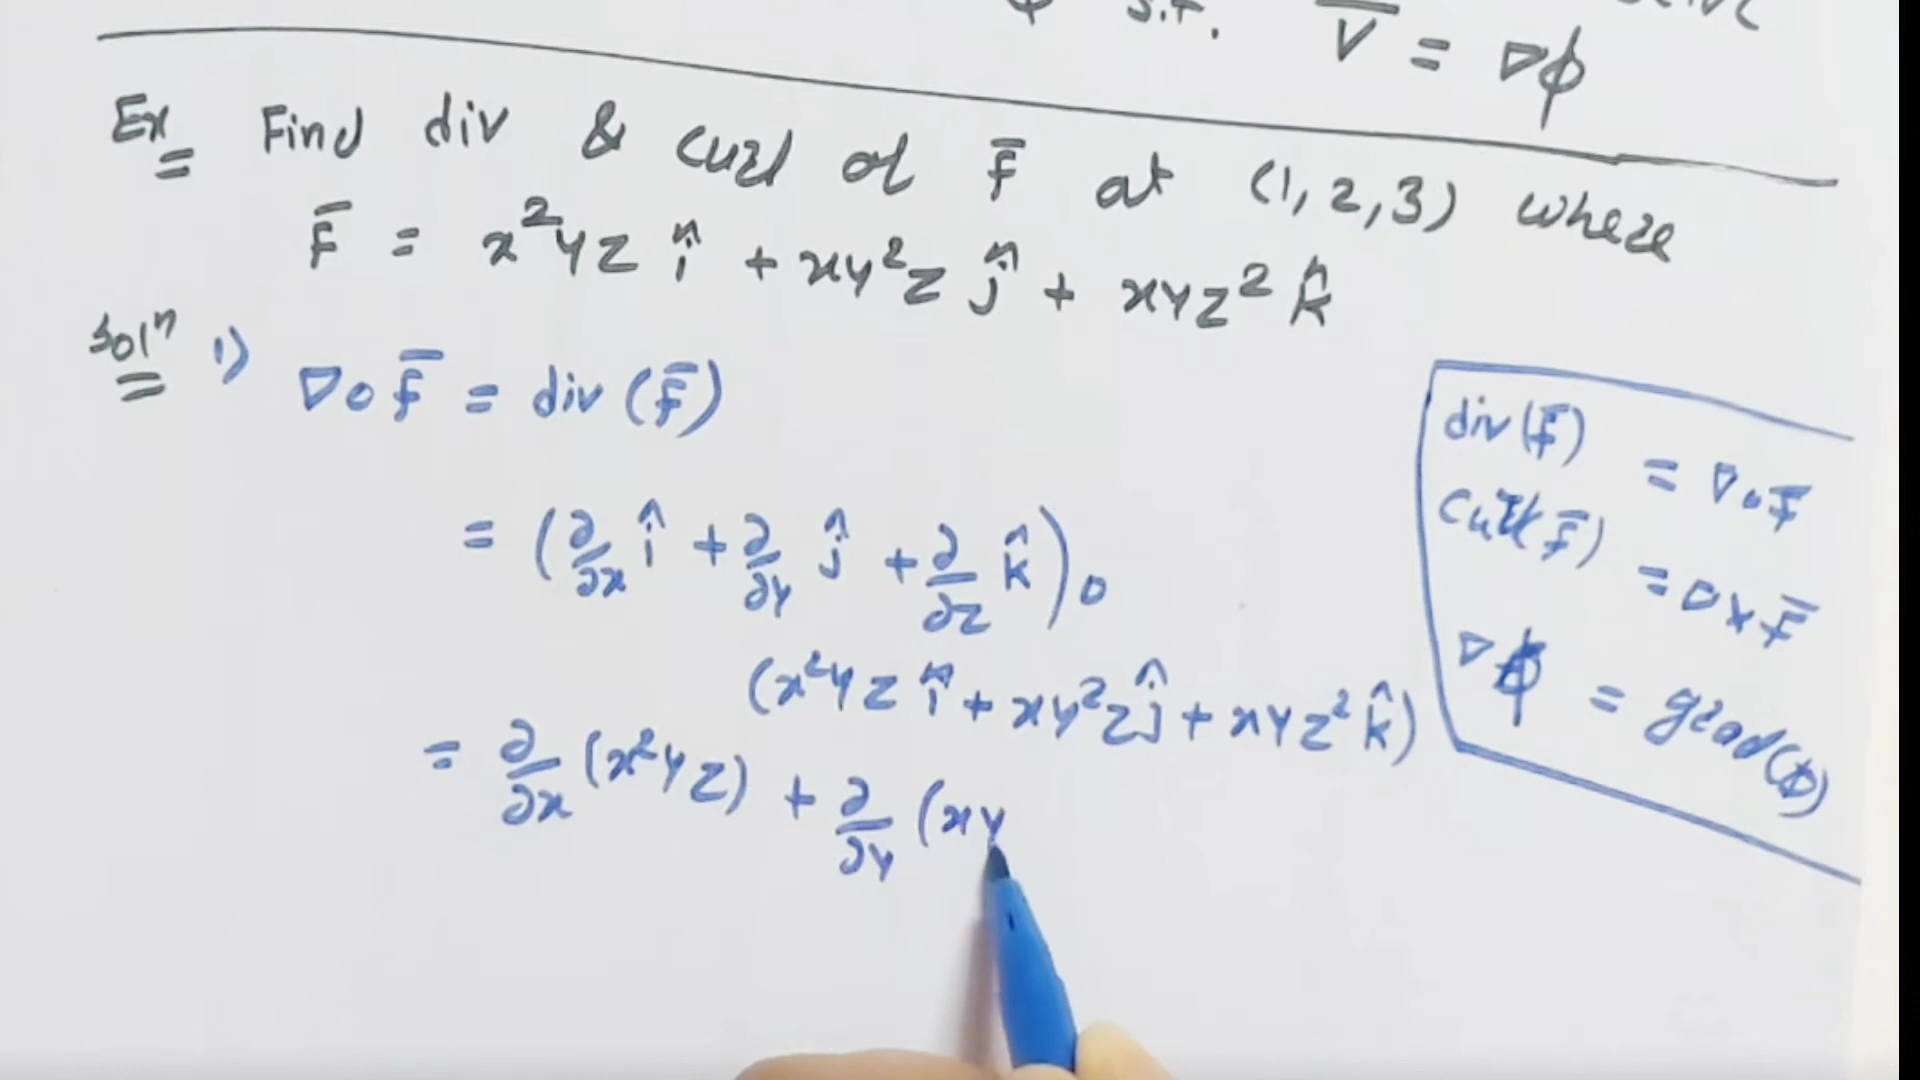 s.t. V̅ = ∇ϕ
Ex Find div & curl of F̅ at (1,2,3) where
F̅ = x²yz î + xy²z ĵ + xyz² k̂
Solⁿ 1) ∇∘F̅ = div(F̅)
= (∂/∂x î + ∂/∂y ĵ + ∂/∂z k̂)∘
(x²yz î + xy²z ĵ + xyz² k̂)
= ∂/∂x (x²yz) + ∂/∂y (xy
div(F̅) = ∇∘F̅
Curl(F̅) = ∇×F̅
∇ϕ = grad(ϕ)